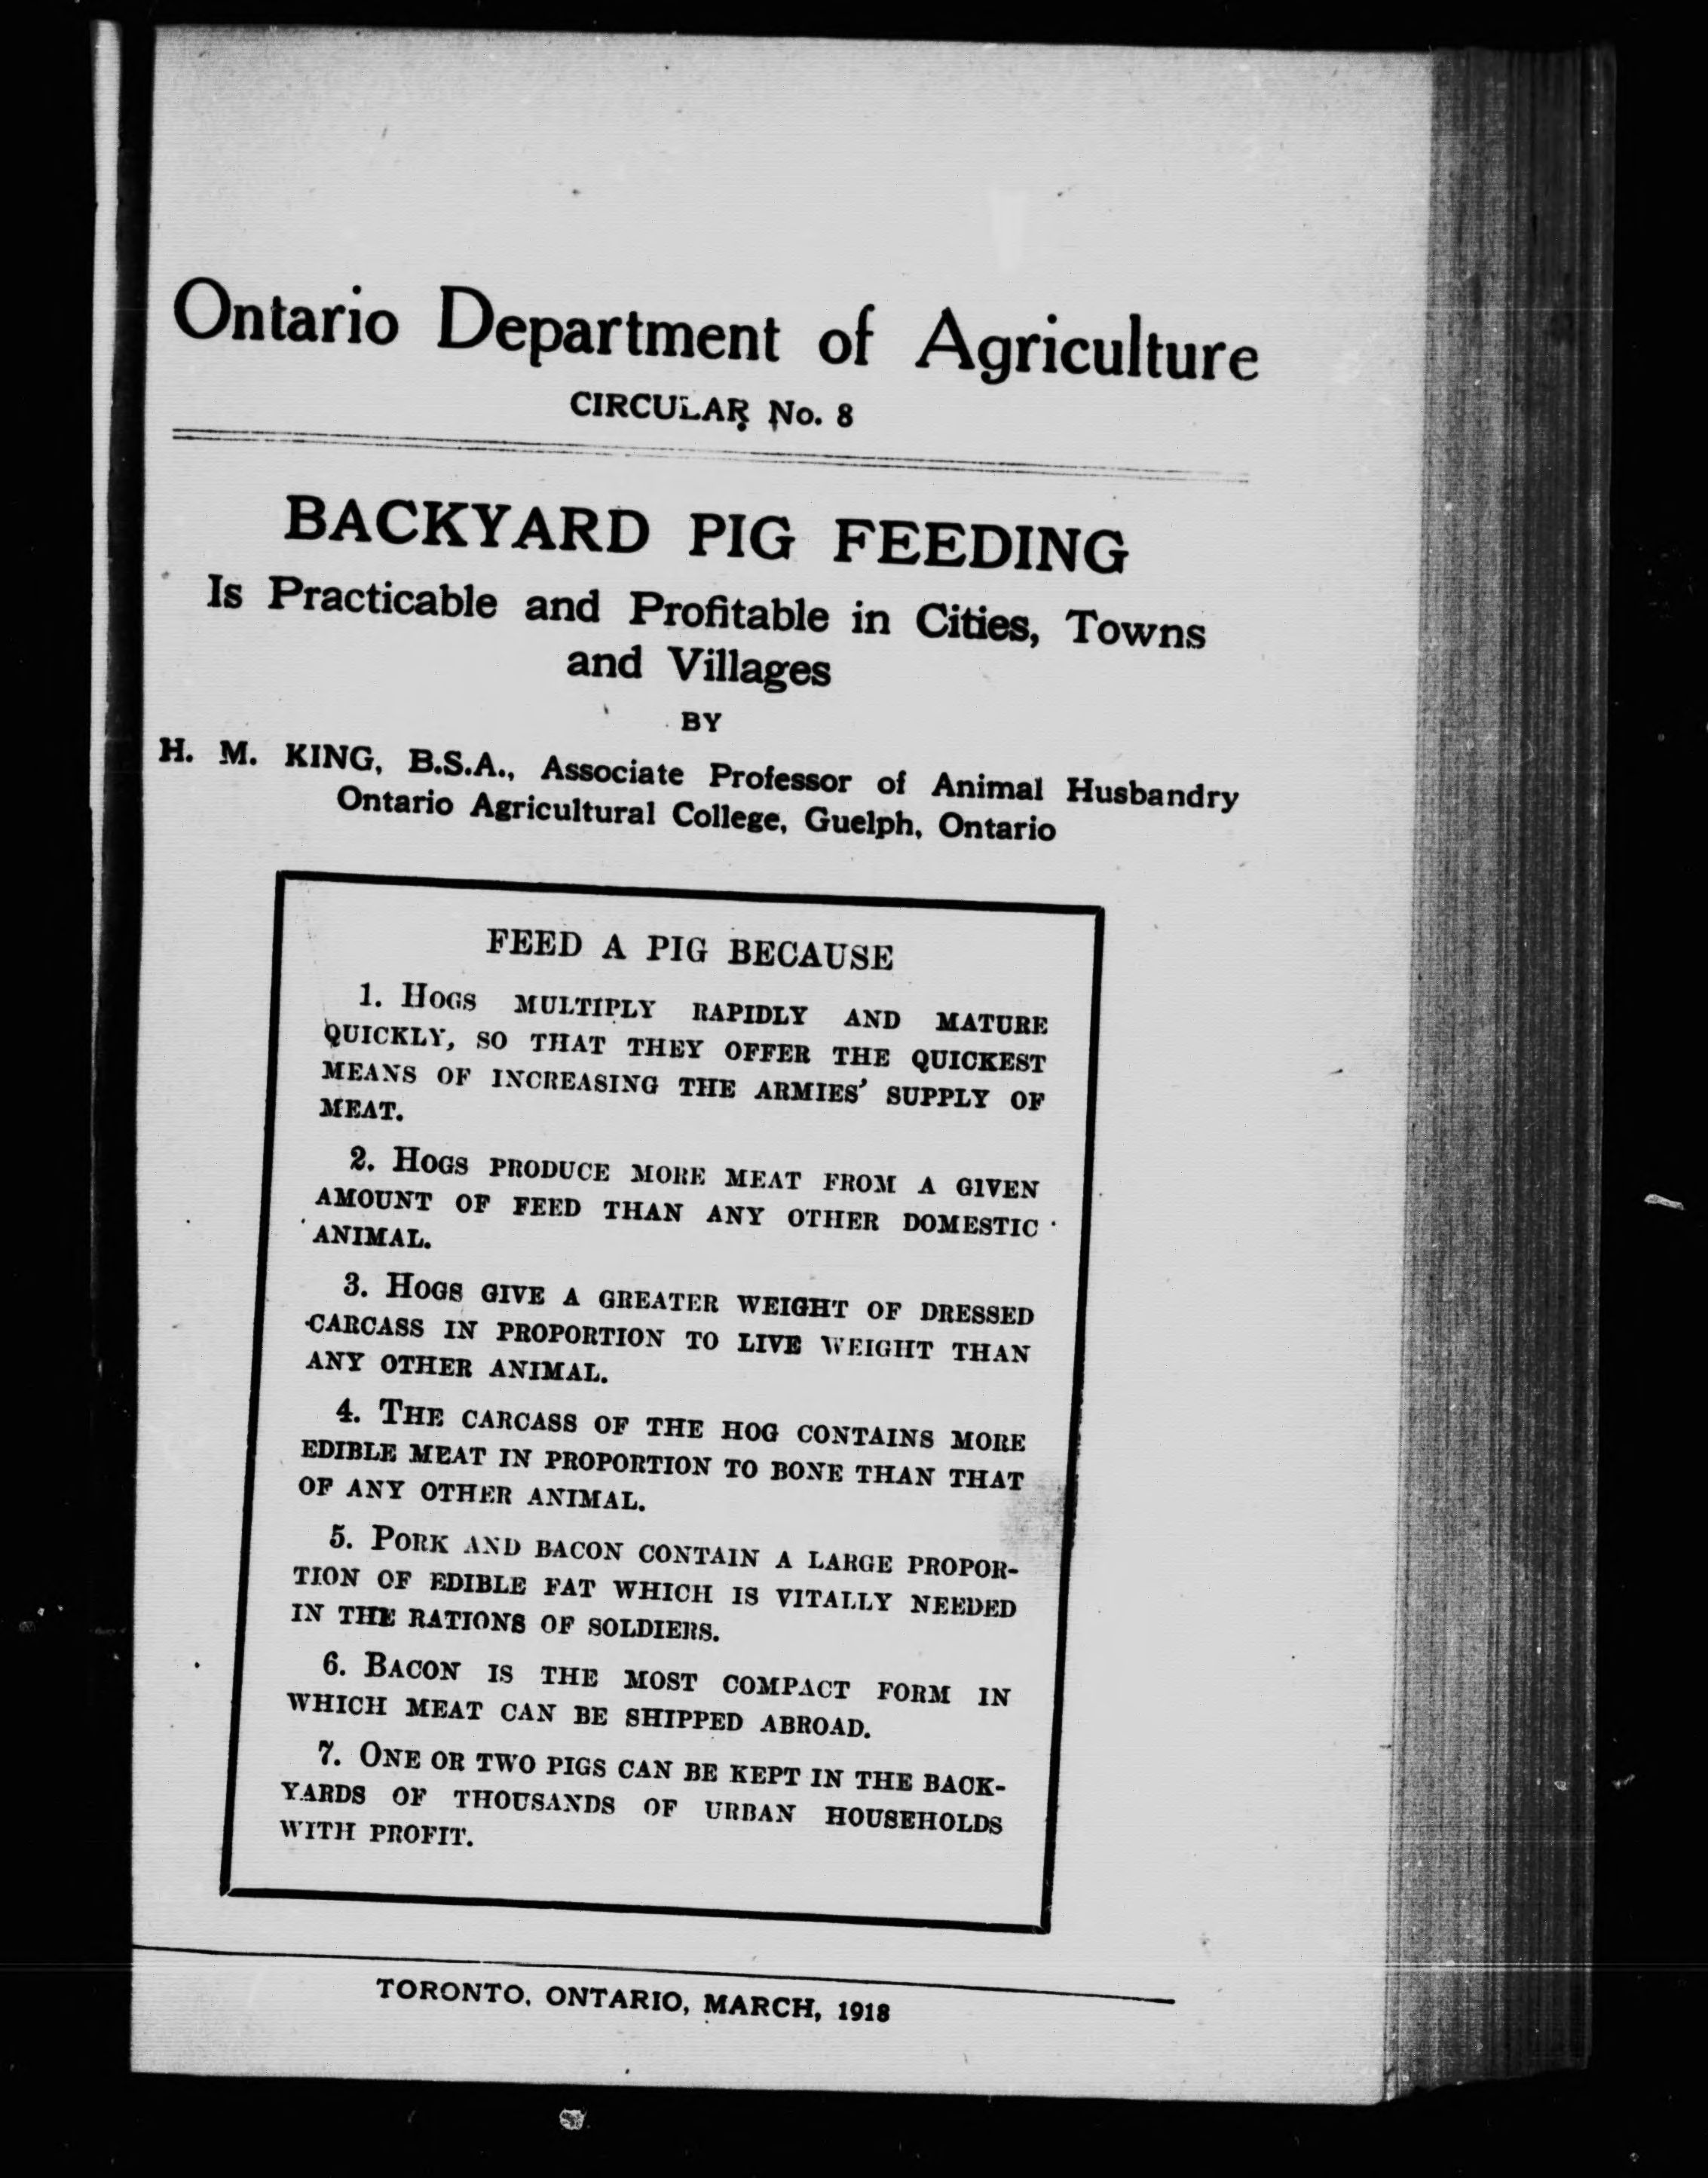 Ontario Department of Agriculture
CIRCULAR No. 8
BACKYARD PIG FEEDING
Is Practicable and Profitable in Cities, Towns
and Villages
BY
H. M. KING, B.S.A., Associate Professor of Animal Husbandry
Ontario Agricultural College, Guelph, Ontario
FEED A PIG BECAUSE
1. HOGS MULTIPLY RAPIDLY AND MATURE
QUICKLY, SO THAT THEY OFFER THE QUICKEST
MEANS OF INCREASING THE ARMIES' SUPPLY OF
MEAT.
2. HOGS PRODUCE MORE MEAT FROM A GIVEN
AMOUNT OF FEED THAN ANY OTHER DOMESTIC
ANIMAL.
3. HOGS GIVE A GREATER WEIGHT OF DRESSED
CARCASS IN PROPORTION TO LIVE WEIGHT THAN
ANY OTHER ANIMAL.
4. THE CARCASS OF THE HOG CONTAINS MORE
EDIBLE MEAT IN PROPORTION TO BONE THAN THAT
OF ANY OTHER ANIMAL.
5. PORK AND BACON CONTAIN A LARGE PROPOR-
TION OF EDIBLE FAT WHICH IS VITALLY NEEDED
IN THE RATIONS OF SOLDIERS.
6. BACON IS THE MOST COMPACT FORM IN
WHICH MEAT CAN BE SHIPPED ABROAD.
7. ONE OR TWO PIGS CAN BE KEPT IN THE BACK-
YARDS OF THOUSANDS OF URBAN HOUSEHOLDS
WITH PROFIT.
TORONTO, ONTARIO, MARCH, 1918